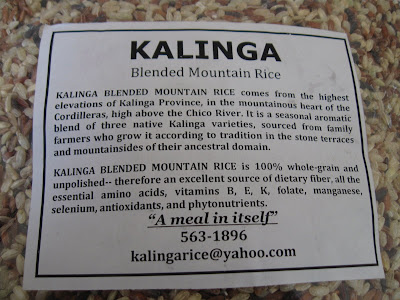 KALINGA
Blended Mountain Rice
KALINGA BLENDED MOUNTAIN RICE comes from the highest
elevations of Kalinga Province, in the mountainous heart of the
Cordilleras, high above the Chico River. It is a seasonal aromatic
blend of three native Kalinga varieties, sourced from family
farmers who grow it according to tradition in the stone terraces
and mountainsides of their ancestral domain.
KALINGA BLENDED MOUNTAIN RICE is 100% whole-grain and
unpolished-- therefore an excellent source of dietary fiber, all the
essential amino acids, vitamins B, E, K, folate, manganese,
selenium, antioxidants, and phytonutrients.
“A meal in itself”
563-1896
kalingarice@yahoo.com